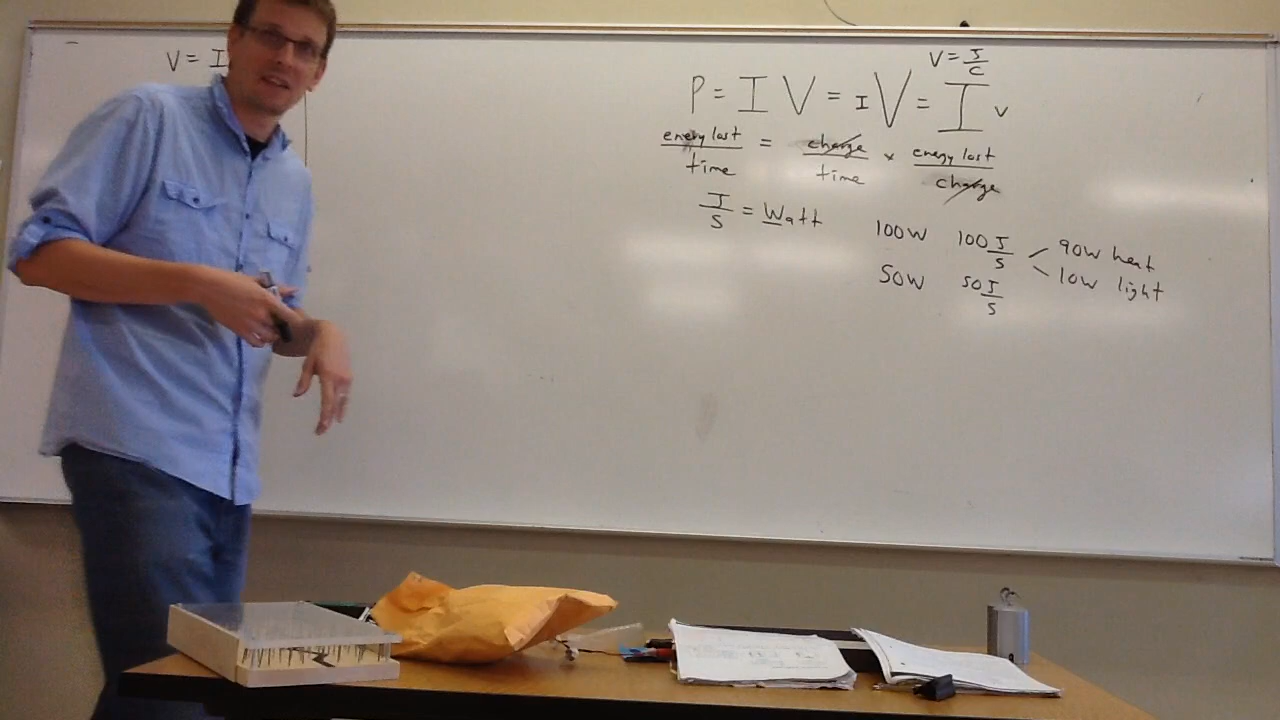 V = I
V = J/C
P = I V = I V = I v
energy lost/time = charge/time × energy lost/charge
J/S = Watt
100W 100 J/S 90W heat
10W light
50W 50 J/S